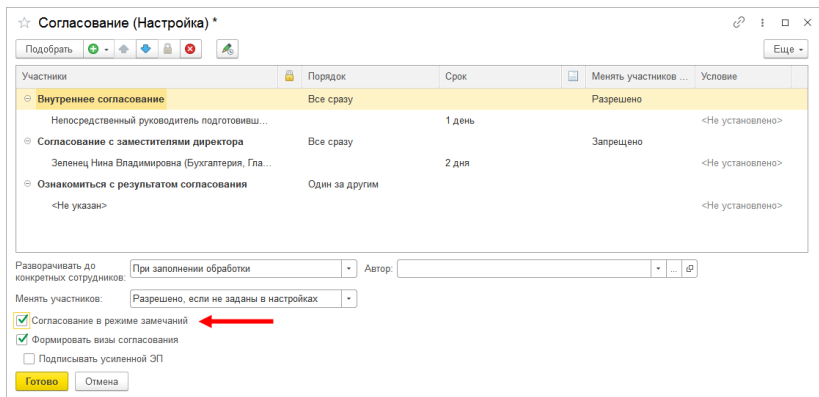 Согласование (Настройка) *
Подобрать Еще
Участники Порядок Срок Менять участников ... Условие
Внутреннее согласование Все сразу Разрешено
Непосредственный руководитель подготовивш... 1 день <Не установлено>
Согласование с заместителями директора Все сразу Запрещено
Зеленец Нина Владимировна (Бухгалтерия, Гла... 2 дня <Не установлено>
Ознакомиться с результатом согласования Один за другим
<Не указан> <Не установлено>
Разворачивать до
конкретных сотрудников: При заполнении обработки Автор: ...
Менять участников: Разрешено, если не заданы в настройках
Согласование в режиме замечаний
Формировать визы согласования
Подписывать усиленной ЭП
Готово Отмена